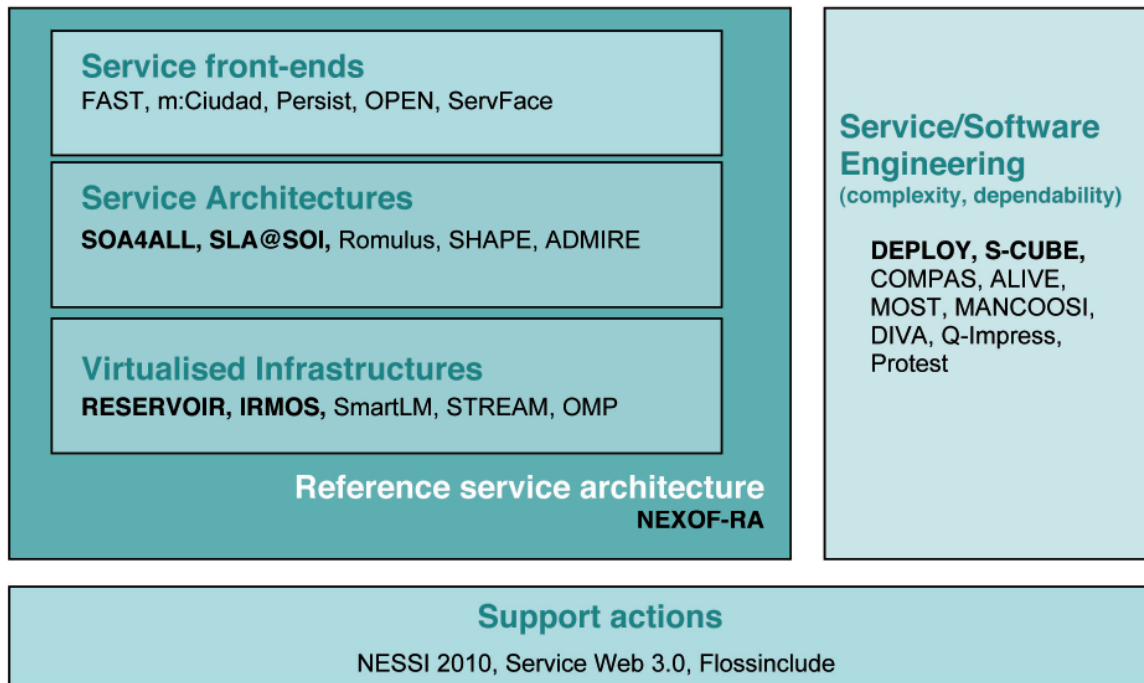 Service front-ends
FAST, m:Ciudad, Persist, OPEN, ServFace
Service Architectures
SOA4ALL, SLA@SOI, Romulus, SHAPE, ADMIRE
Virtualised Infrastructures
RESERVOIR, IRMOS, SmartLM, STREAM, OMP
Reference service architecture
NEXOF-RA
Service/Software
Engineering
(complexity, dependability)
DEPLOY, S-CUBE,
COMPAS, ALIVE,
MOST, MANCOOSI,
DIVA, Q-Impress,
Protest
Support actions
NESSI 2010, Service Web 3.0, Flossinclude